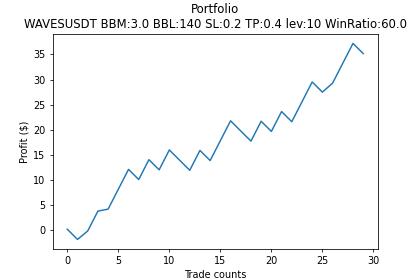 Portfolio
WAVESUSDT BBM:3.0 BBL:140 SL:0.2 TP:0.4 lev:10 WinRatio:60.0
35
30
25
20
15
10
5
0
Profit ($)
0 5 10 15 20 25 30
Trade counts